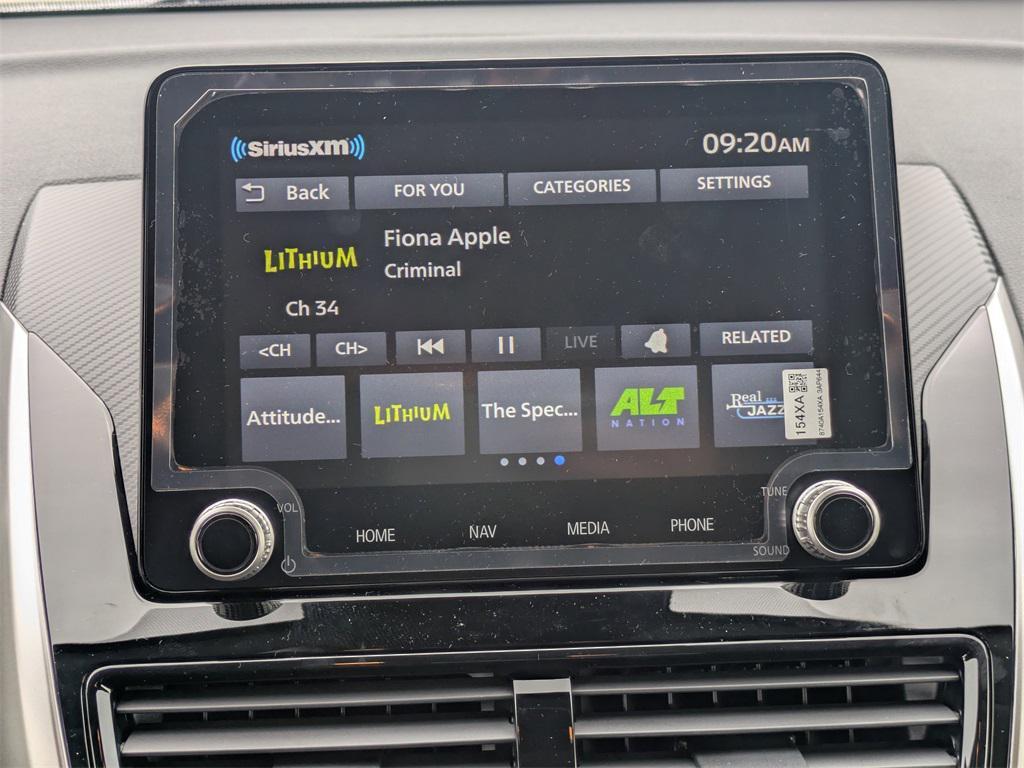 SiriusXM
09:20AM
Back
FOR YOU
CATEGORIES
SETTINGS
LiTHiUM
Fiona Apple
Criminal
Ch 34
<CH
CH>
LIVE
RELATED
Attitude...
LiTHiUM
The Spec...
ALT
NATION
Real
JAZZ
154XA
VOL
HOME
NAV
MEDIA
PHONE
TUNE
SOUND